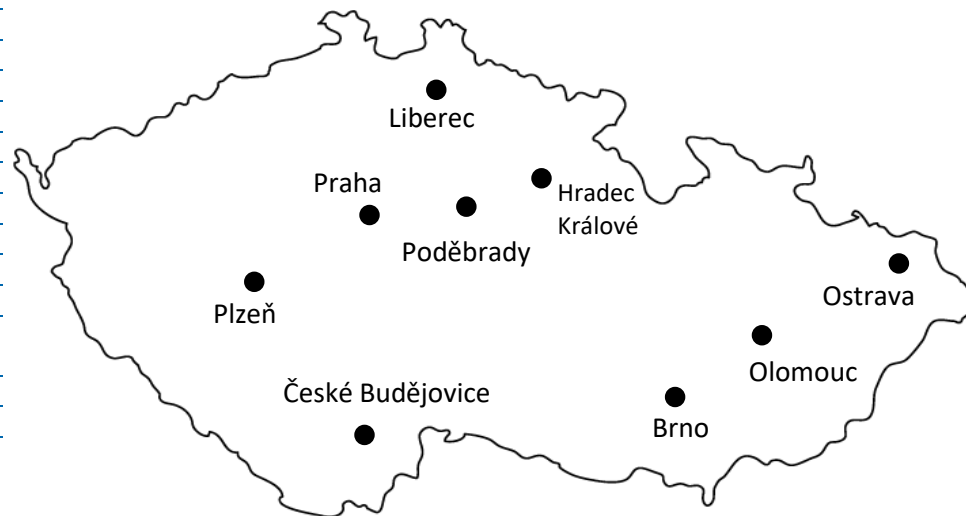 Liberec
Praha
Hradec
Králové
Poděbrady
Plzeň
Ostrava
Olomouc
České Budějovice
Brno